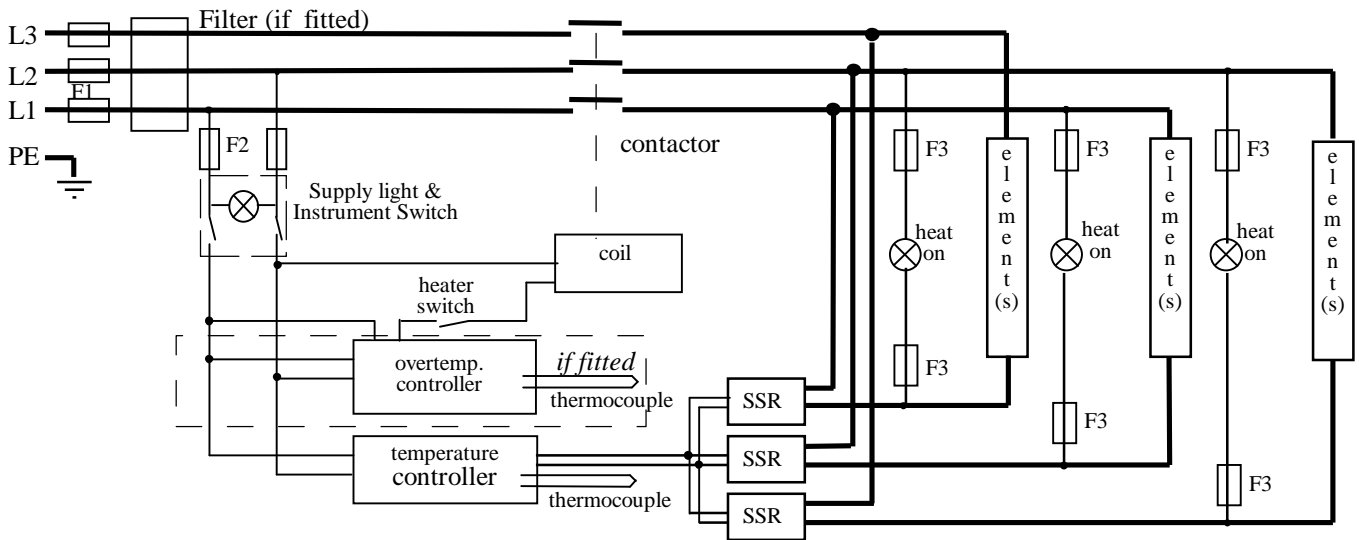 Filter (if fitted)
L3
L2
F1
L1
PE
F2
contactor
Supply light &
Instrument Switch
coil
heater
switch
overtemp.
controller
if fitted
thermocouple
temperature
controller
thermocouple
SSR
SSR
SSR
F3
heat
on
F3
element
(s)
F3
heat
on
F3
element
(s)
F3
heat
on
F3
element
(s)